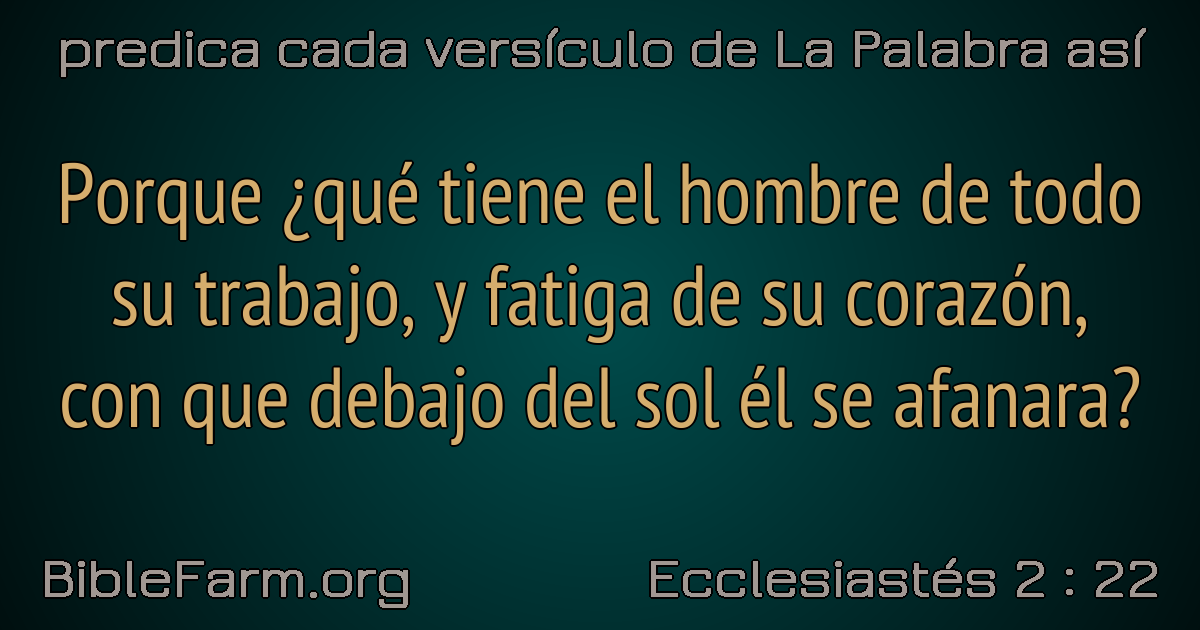 predica cada versículo de La Palabra así
Porque ¿qué tiene el hombre de todo
su trabajo, y fatiga de su corazón,
con que debajo del sol él se afanara?
BibleFarm.org
Ecclesiastés 2 : 22